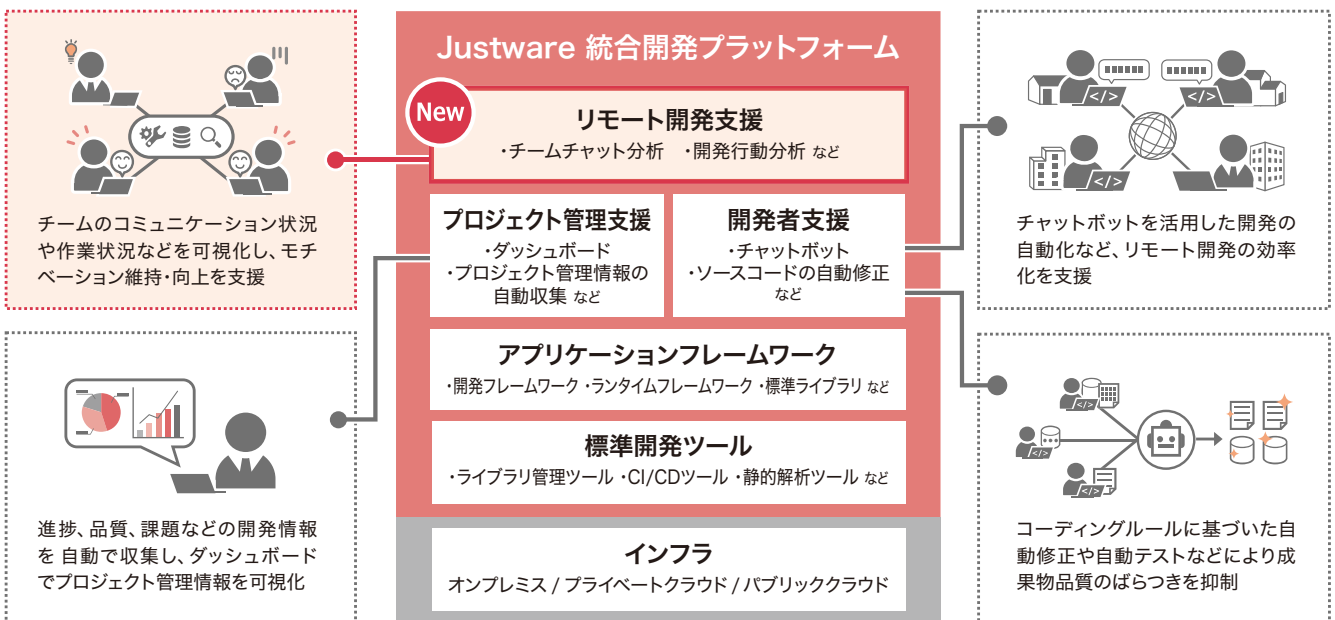 Justware 統合開発プラットフォーム
New
リモート開発支援
・チームチャット分析 ・開発行動分析 など
チームのコミュニケーション状況
や作業状況などを可視化し、モチ
ベーション維持・向上を支援
プロジェクト管理支援
・ダッシュボード
・プロジェクト管理情報の
自動収集 など
開発者支援
・チャットボット
・ソースコードの自動修正
など
</>
</>
</>
チャットボットを活用した開発の
自動化など、リモート開発の効率
化を支援
アプリケーションフレームワーク
・開発フレームワーク ・ランタイムフレームワーク ・標準ライブラリ など
標準開発ツール
・ライブラリ管理ツール ・CI/CDツール ・静的解析ツール など
進捗、品質、課題などの開発情報
を 自動で収集し、ダッシュボード
でプロジェクト管理情報を可視化
</>
</>
</>
コーディングルールに基づいた自
動修正や自動テストなどにより成
果物品質のばらつきを抑制
インフラ
オンプレミス / プライベートクラウド / パブリッククラウド